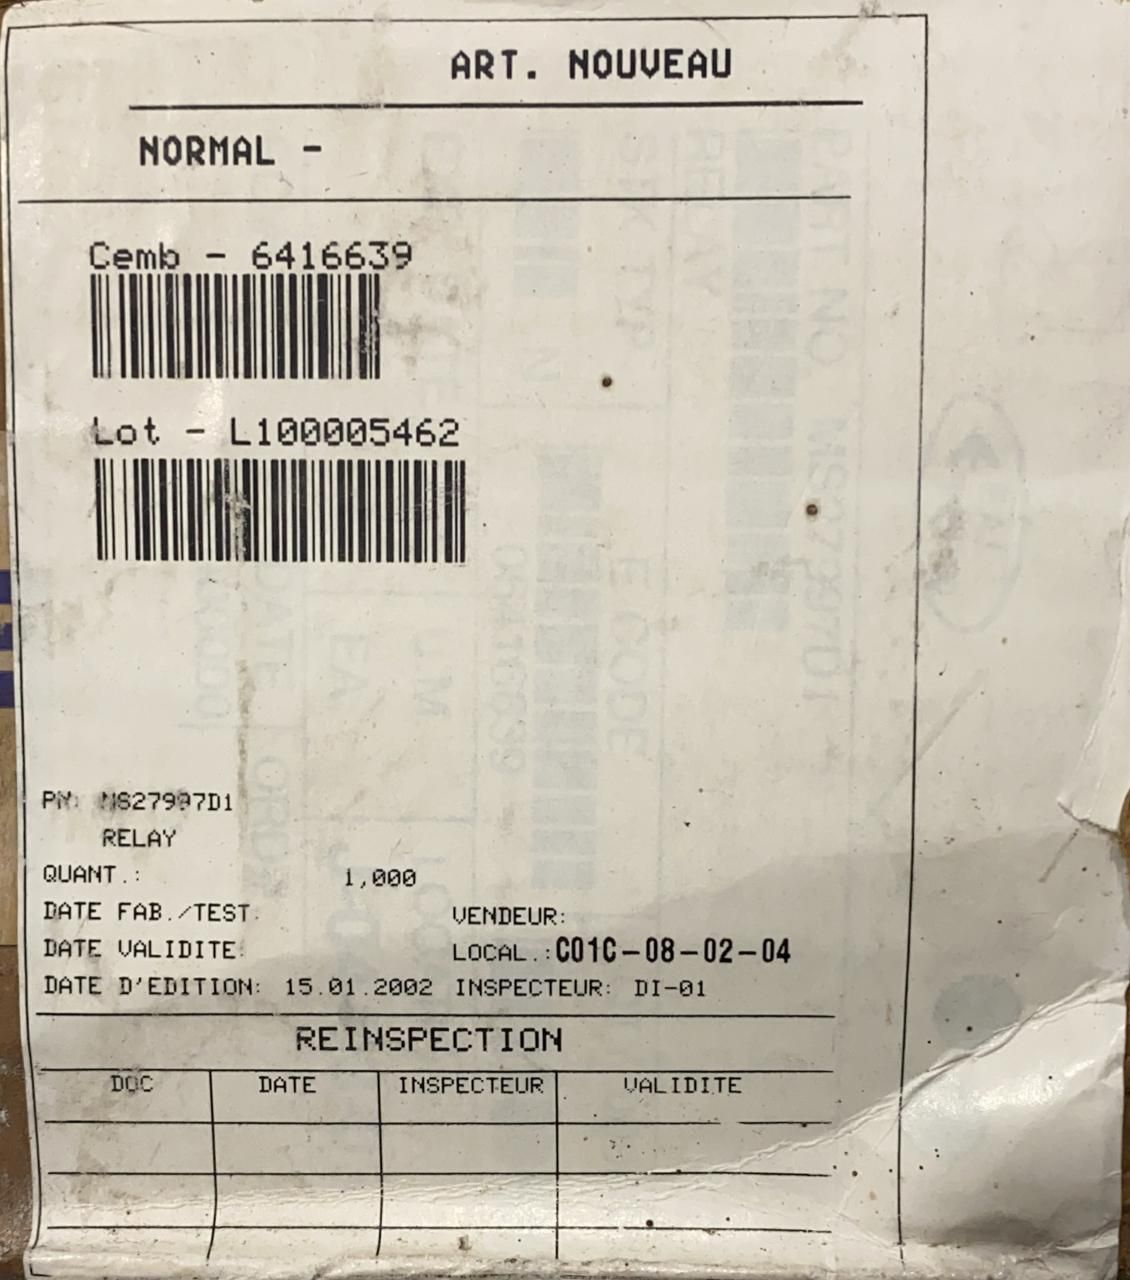 ART. NOUVEAU
NORMAL -
Cemb - 6416639
Lot - L100005462
PN: MS27997D1
RELAY
QUANT.: 1,000
DATE FAB./TEST: VENDEUR:
DATE VALIDITE: LOCAL.: C01C-08-02-04
DATE D'EDITION: 15.01.2002 INSPECTEUR: DI-01
REINSPECTION
DOC DATE INSPECTEUR VALIDITE